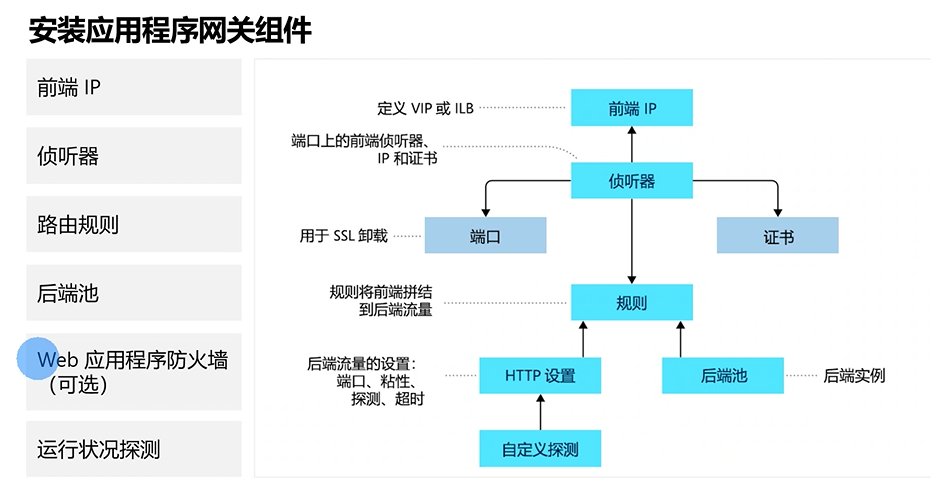 安装应用程序网关组件
前端 IP
侦听器
路由规则
后端池
Web 应用程序防火墙
（可选）
运行状况探测
定义 VIP 或 ILB
前端 IP
端口上的前端侦听器、
IP 和证书
侦听器
用于 SSL 卸载
端口
证书
规则将前端拼结
到后端流量
规则
后端流量的设置：
端口、粘性、
探测、超时
HTTP 设置
后端池
后端实例
自定义探测